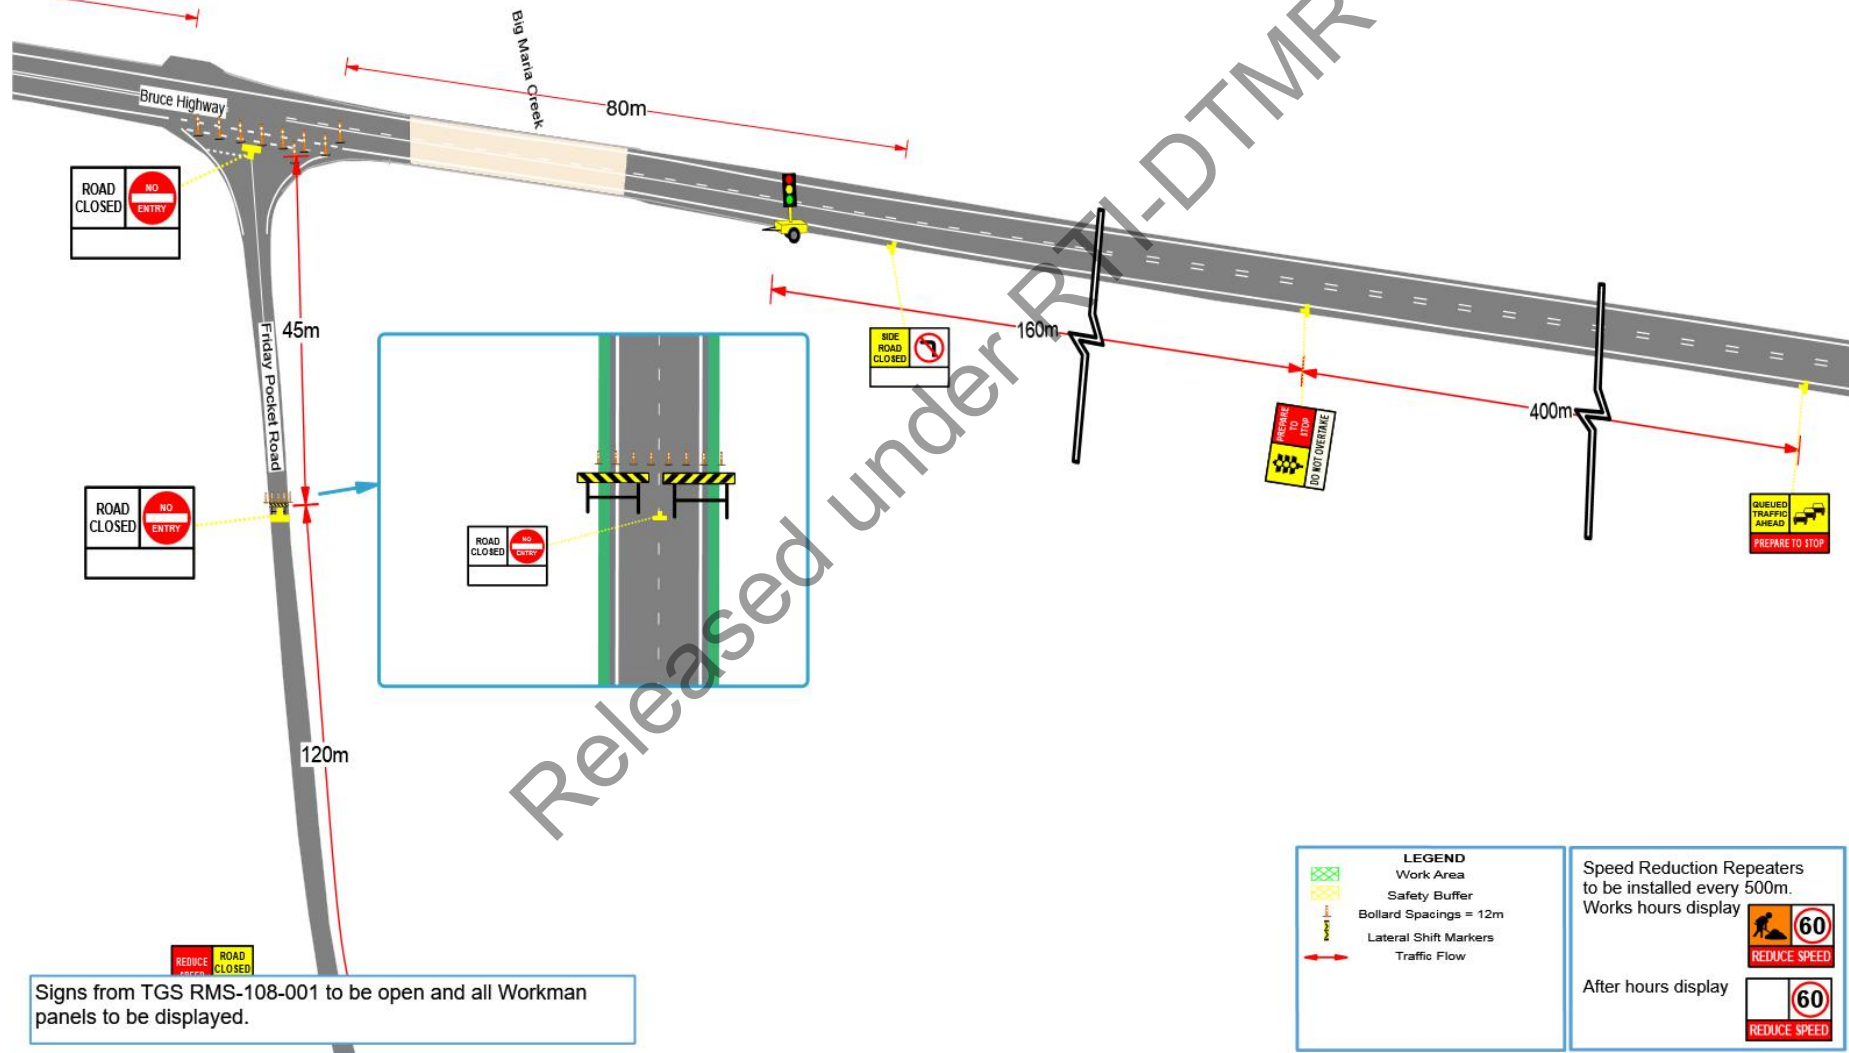 Big Maria Creek
80m
Bruce Highway
ROAD
CLOSED
NO
ENTRY
45m
Friday Pocket Road
160m
SIDE
ROAD
CLOSED
400m
PREPARE
TO
STOP
DO NOT OVERTAKE
QUEUED
TRAFFIC
AHEAD
PREPARE TO STOP
ROAD
CLOSED
NO
ENTRY
ROAD
CLOSED
NO
ENTRY
120m
Released under RTI-DTMR
REDUCE
SPEED
ROAD
CLOSED
Signs from TGS RMS-108-001 to be open and all Workman
panels to be displayed.
LEGEND
Work Area
Safety Buffer
Bollard Spacings = 12m
Lateral Shift Markers
Traffic Flow
Speed Reduction Repeaters
to be installed every 500m.
Works hours display
60
REDUCE SPEED
After hours display
60
REDUCE SPEED